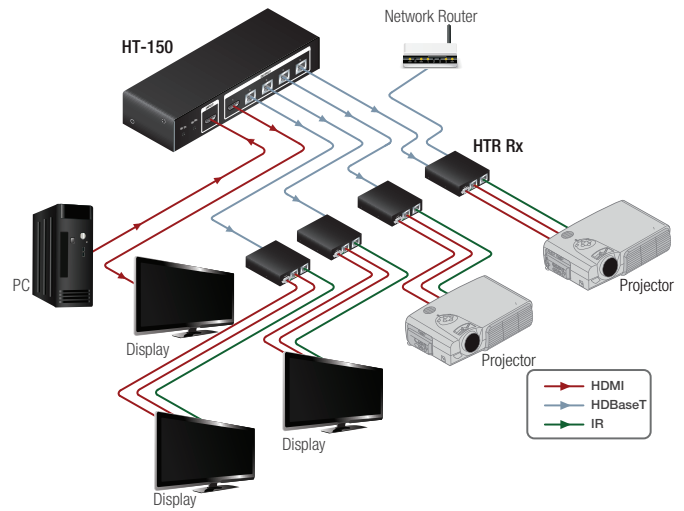 Network Router
HT-150
HTR Rx
PC
Projector
Display
Projector
Display
Display
HDMI
HDBaseT
IR